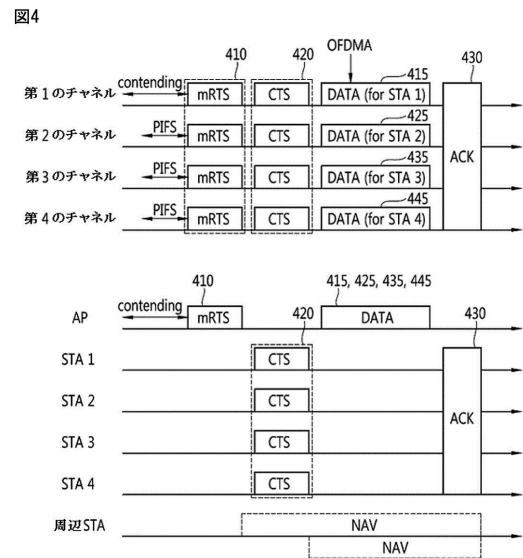 図4
OFDMA
410
420
415
430
第1のチャネル
contending
mRTS
CTS
DATA (for STA 1)
425
第2のチャネル
PIFS
mRTS
CTS
DATA (for STA 2)
435
第3のチャネル
PIFS
mRTS
CTS
DATA (for STA 3)
445
第4のチャネル
PIFS
mRTS
CTS
DATA (for STA 4)
ACK
410
415, 425, 435, 445
420
430
AP
contending
mRTS
DATA
STA 1
CTS
STA 2
CTS
STA 3
CTS
STA 4
CTS
ACK
周辺STA
NAV
NAV